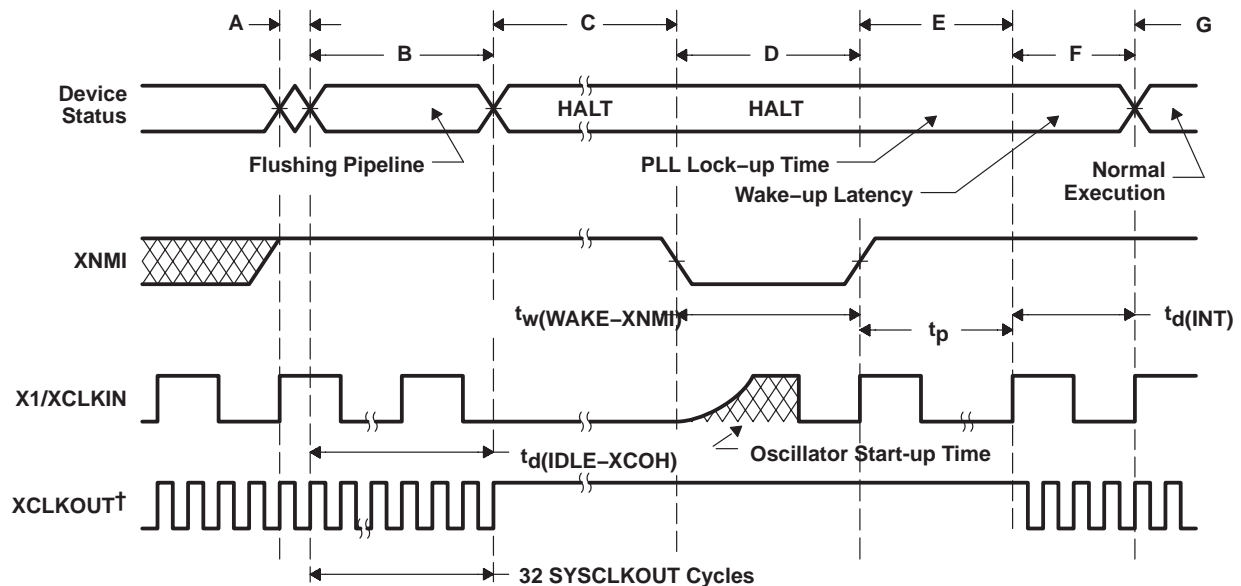 A
B
C
D
E
F
G
Device
Status
HALT
HALT
Flushing Pipeline
PLL Lock–up Time
Wake–up Latency
Normal
Execution
XNMI
tw(WAKE–XNMI)
tp
td(INT)
X1/XCLKIN
td(IDLE–XCOH)
Oscillator Start-up Time
XCLKOUT†
32 SYSCLKOUT Cycles